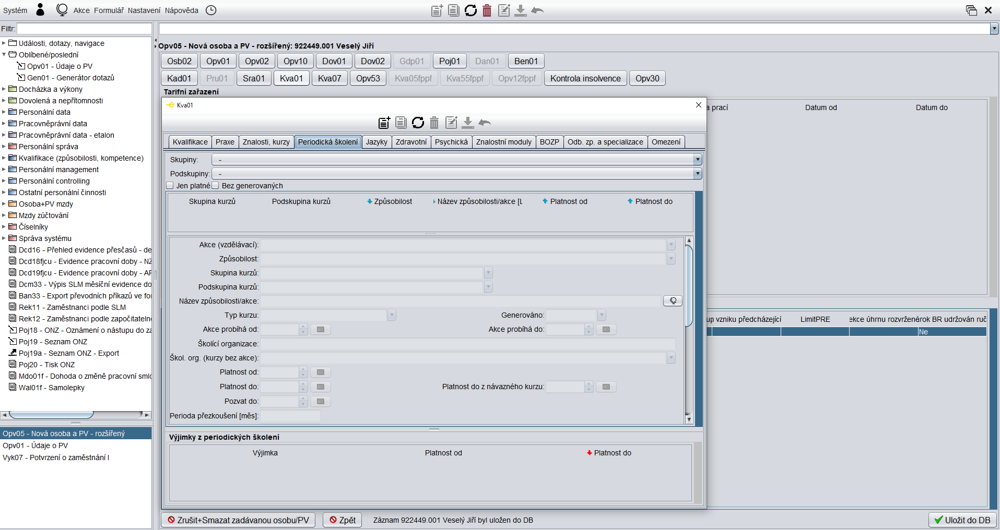 Systém Akce Formulář Nastavení Nápověda
Filtr:
Události, dotazy, navigace
Oblíbené/poslední
Opv01 - Údaje o PV
Gen01 - Generátor dotazů
Docházka a výkony
Dovolená a nepřítomnosti
Personální data
Pracovněprávní data
Pracovněprávní data - etalon
Personální správa
Kvalifikace (způsobilosti, kompetence)
Personální management
Personální controlling
Ostatní personální činnosti
Osoba+PV mzdy
Mzdy zúčtování
Číselníky
Správa systému
Dcd16 - Přehled evidence přesčasů - de
Dcd18fjcu - Evidence pracovní doby - NZ
Dcd19fjcu - Evidence pracovní doby - AF
Dcm33 - Výpis SLM měsíční evidence do
Ban33 - Export převodních příkazů ve for
Rek11 - Zaměstnanci podle SLM
Rek12 - Zaměstnanci podle započitatelno
Poj18 - ONZ - Oznámení o nástupu do za
Poj19 - Seznam ONZ
Poj19a - Seznam ONZ - Export
Poj20 - Tisk ONZ
Mdo01f - Dohoda o změně pracovní smlo
Wal01f - Samolepky
Opv05 - Nová osoba a PV - rozšířený
Opv01 - Údaje o PV
Vyk07 - Potvrzení o zaměstnání I
Opv05 - Nová osoba a PV - rozšířený: 922449.001 Veselý Jiří
Osb02 Opv01 Opv02 Opv10 Dov01 Dov02 Gdp01 Poj01 Dan01 Ben01
Kad01 Pru01 Sra01 Kva01 Kva07 Opv53 Kva05fppf Kva55fppf Opv12fppf Kontrola insolvence Opv30
Tarifní zařazení
a prací Datum od Datum do
Kva01
Kvalifikace Praxe Znalosti, kurzy Periodická školení Jazyky Zdravotní Psychická Znalostní moduly BOZP Odb. zp. a specializace Omezení
Skupiny: -
Podskupiny: -
Jen platné Bez generovaných
Skupina kurzů Podskupina kurzů Způsobilost Název způsobilosti/akce [L Platnost od Platnost do
Akce (vzdělávací):
Způsobilost:
Skupina kurzů:
Podskupina kurzů:
Název způsobilosti/akce:
Typ kurzu: Generováno:
Akce probíhá od: Akce probíhá do:
Školící organizace:
Škol. org. (kurzy bez akce):
Platnost od:
Platnost do: Platnost do z návazného kurzu:
Pozvat do:
Perioda přezkoušení [měs]:
Výjimky z periodických školení
Výjimka Platnost od Platnost do
up vzniku předcházející LimitPRE ekce úhrnu rozvrženérok BR udržován ruč
Ne
Zrušit+Smazat zadávanou osobu/PV Zpět Záznam 922449.001 Veselý Jiří byl uložen do DB Uložit do DB